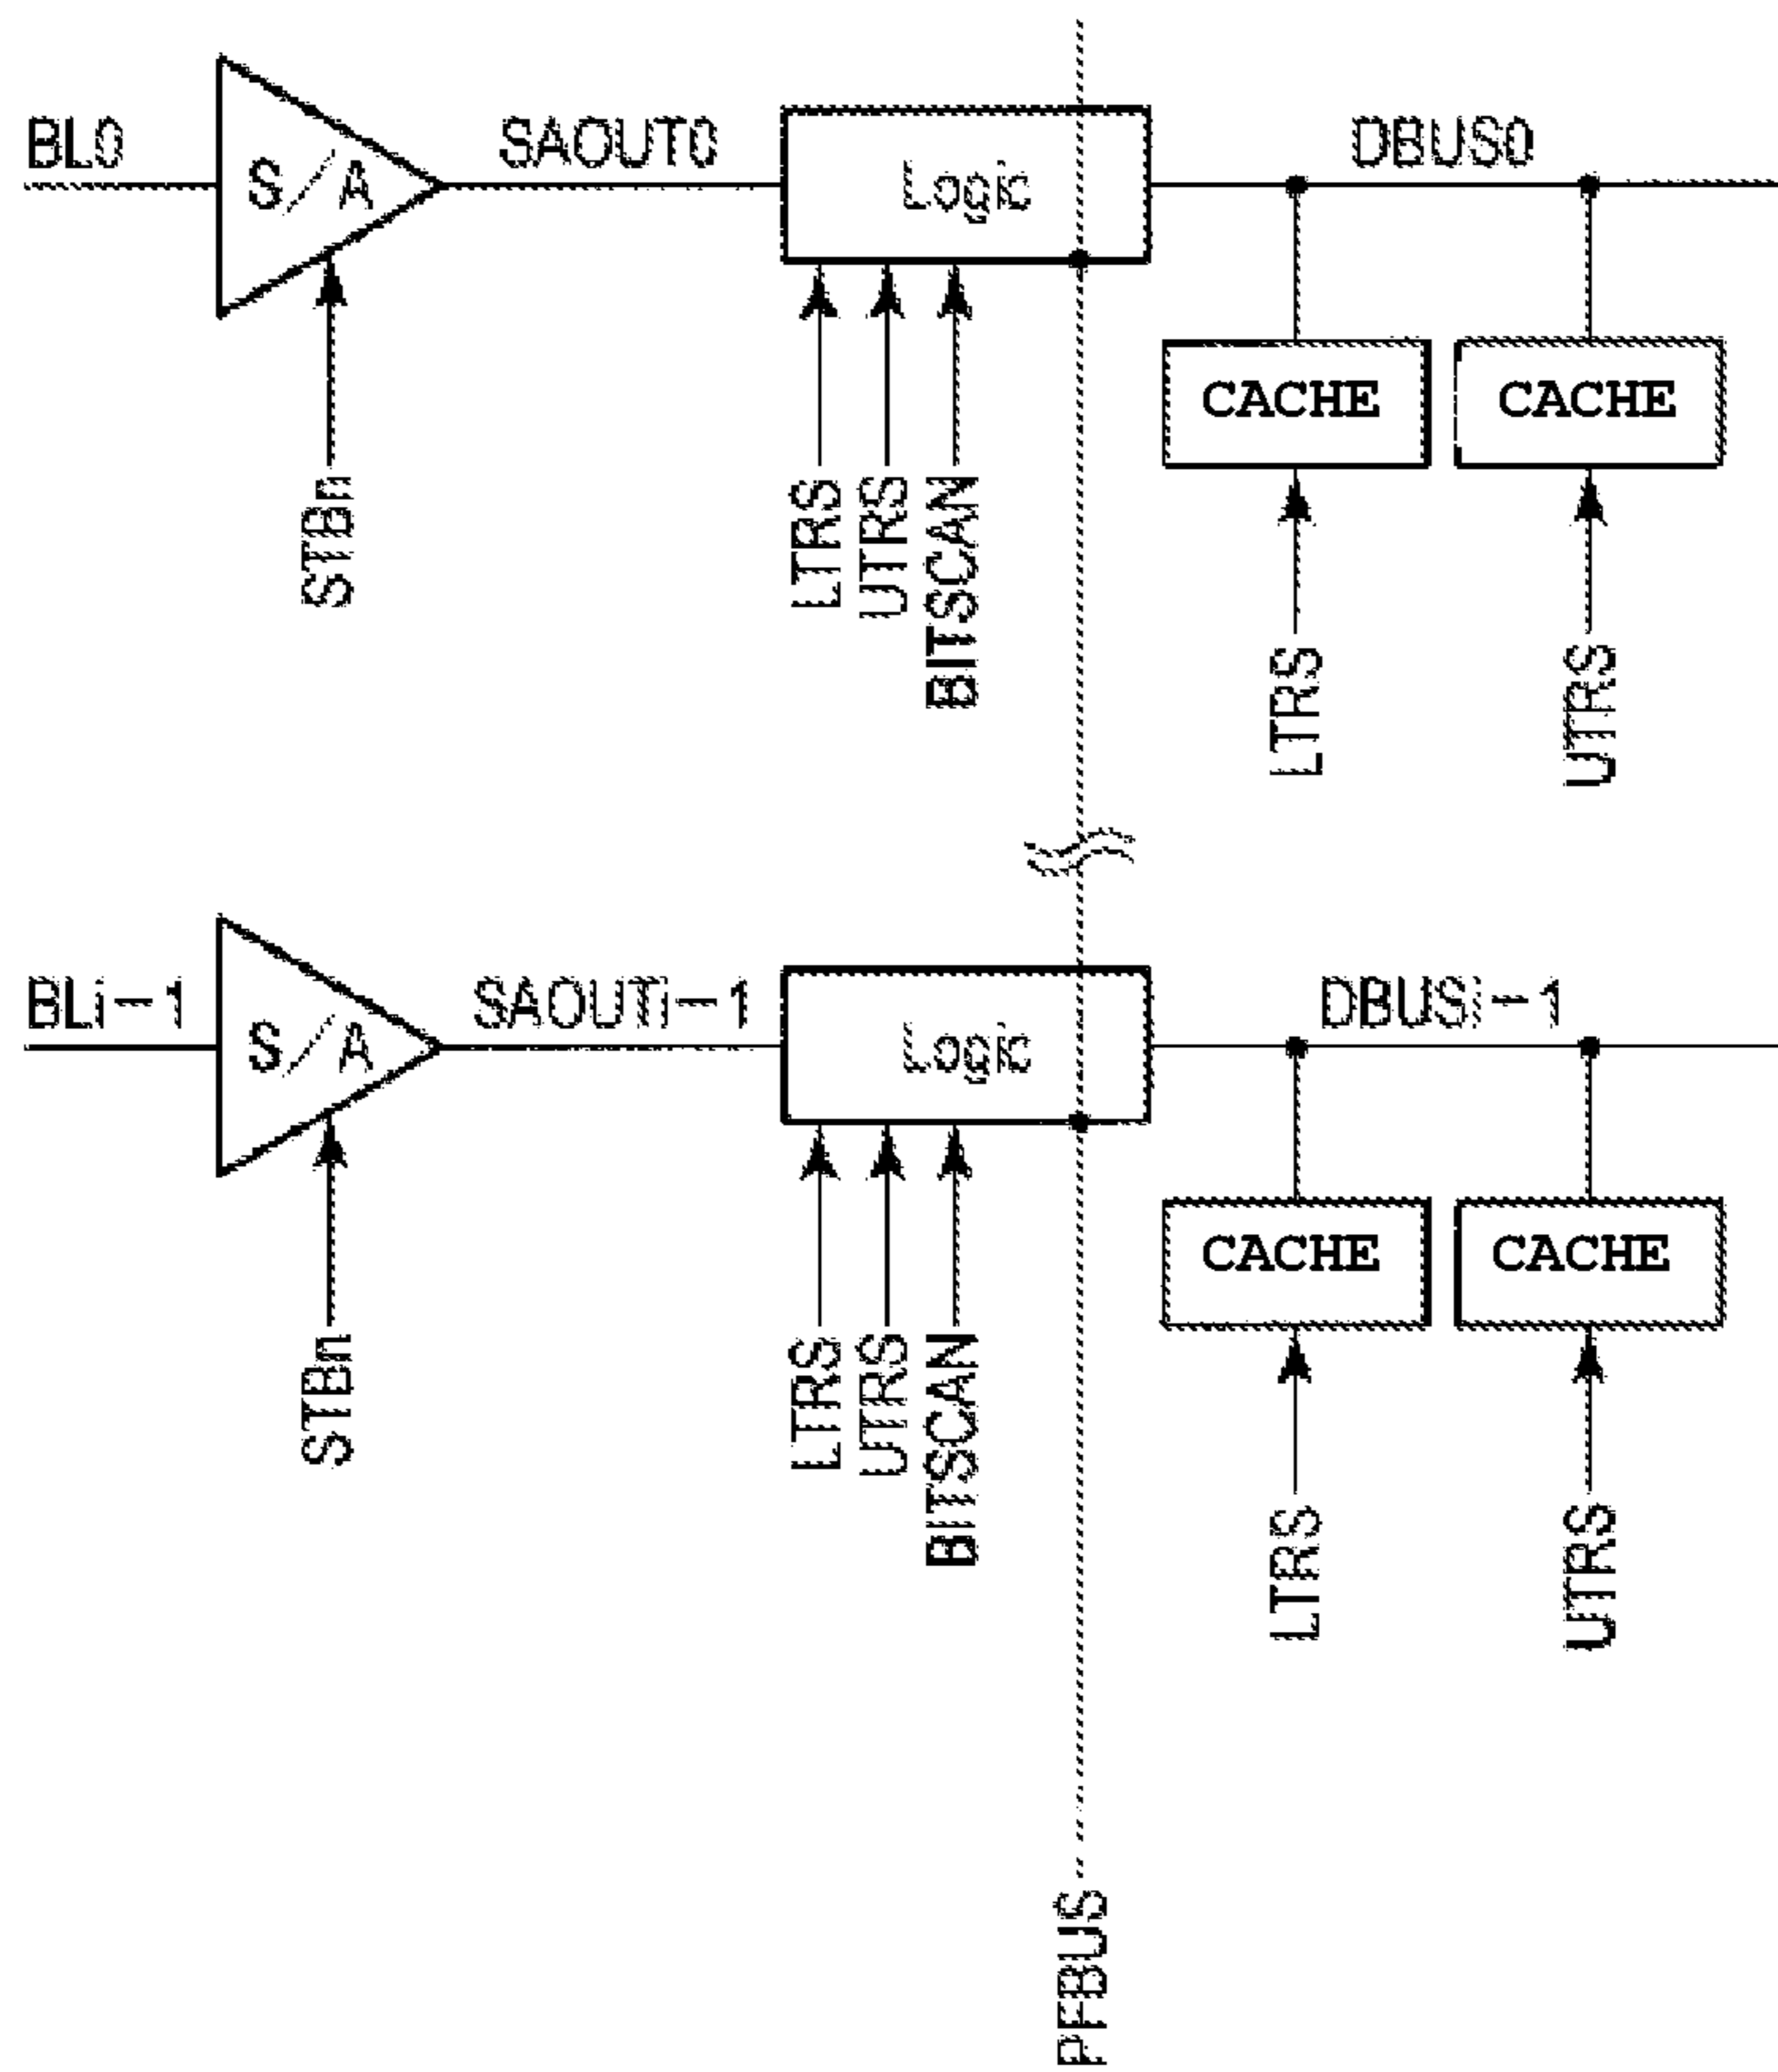 BL0
S/A
SAOUT0
Logic
DBUS0
CACHE
CACHE
STBn
LTRS
UTRS
BITSCAN
LTRS
UTRS
BLi-1
S/A
SAOUTi-1
Logic
DBUSi-1
CACHE
CACHE
STBn
LTRS
UTRS
BITSCAN
LTRS
UTRS
PFBUS